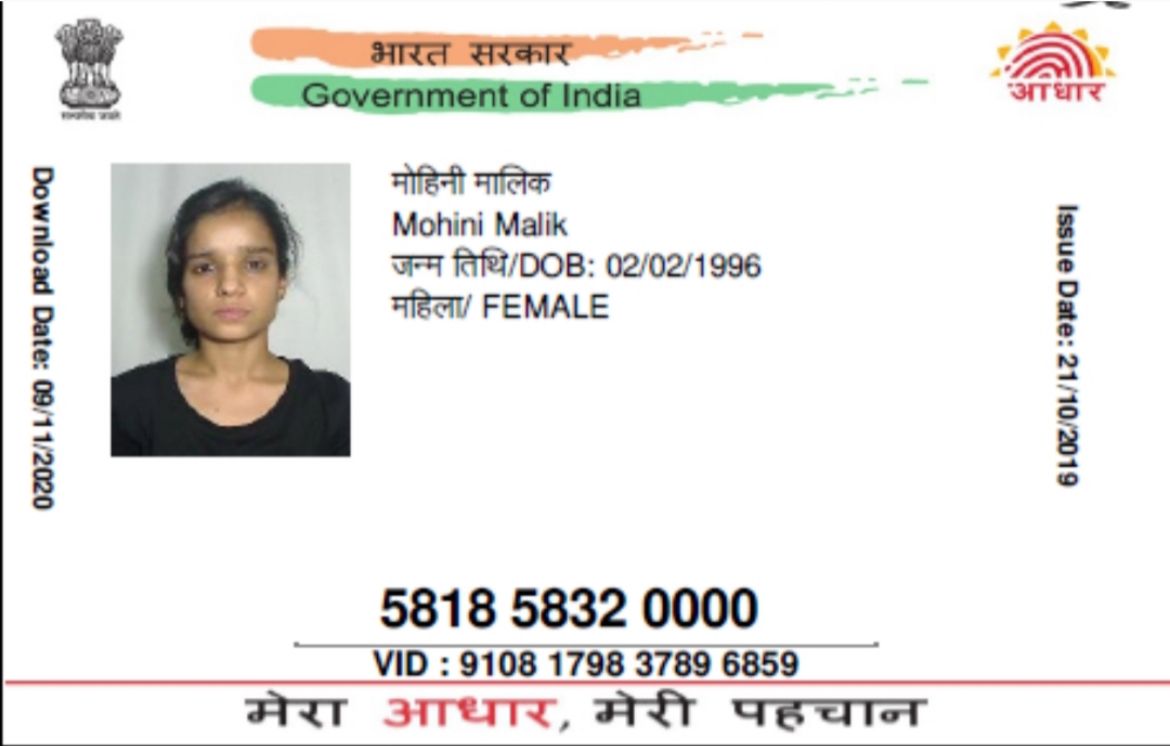 भारत सरकार
Government of India
सत्यमेव जयते
आधार
Download Date: 09/11/2020
मोहिनी मालिक
Mohini Malik
जन्म तिथि/DOB: 02/02/1996
महिला/ FEMALE
Issue Date: 21/10/2019
5818 5832 0000
VID : 9108 1798 3789 6859
मेरा आधार, मेरी पहचान